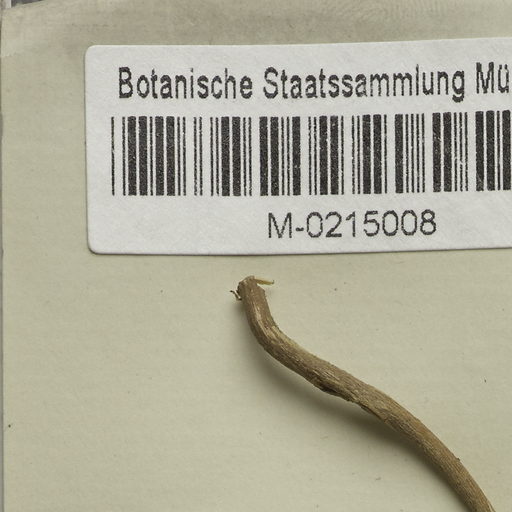 Botanische Staatssammlung Mü
M-0215008